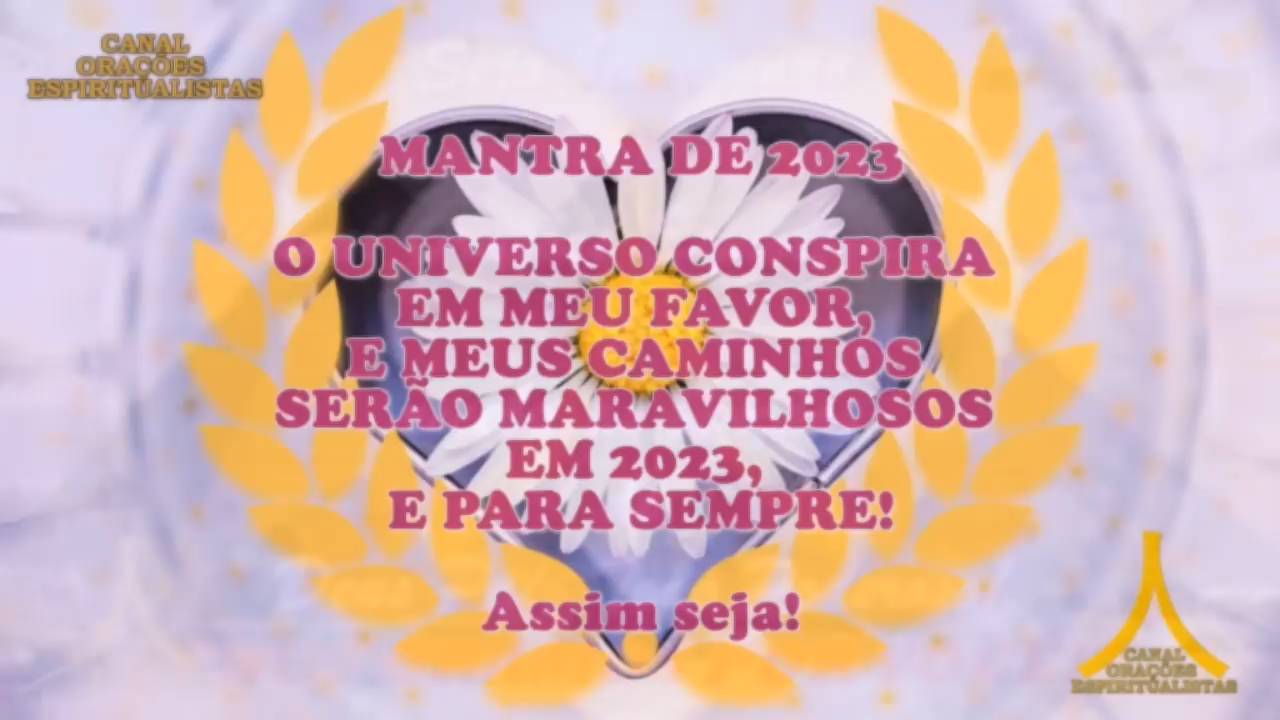 CANAL
ORAÇÕES
ESPIRITUALISTAS
MANTRA DE 2023
O UNIVERSO CONSPIRA
EM MEU FAVOR,
E MEUS CAMINHOS
SERÃO MARAVILHOSOS
EM 2023,
E PARA SEMPRE!
Assim seja!
CANAL
ORAÇÕES
ESPIRITUALISTAS